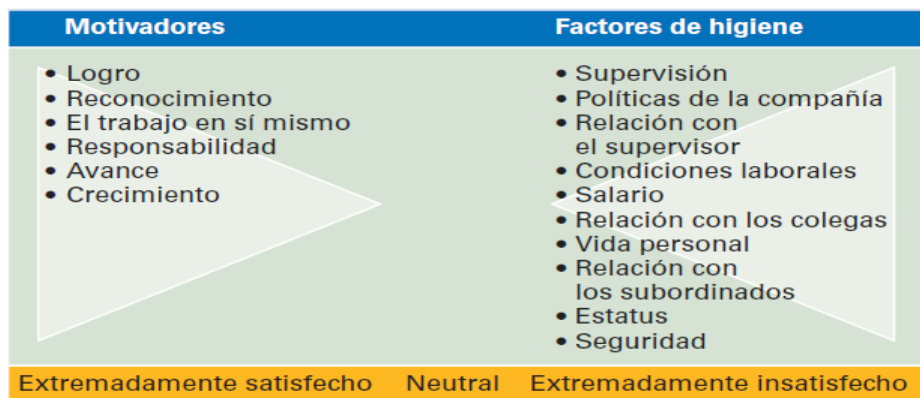 Motivadores
Factores de higiene
• Logro
• Reconocimiento
• El trabajo en sí mismo
• Responsabilidad
• Avance
• Crecimiento
• Supervisión
• Políticas de la compañía
• Relación con
el supervisor
• Condiciones laborales
• Salario
• Relación con los colegas
• Vida personal
• Relación con
los subordinados
• Estatus
• Seguridad
Extremadamente satisfecho Neutral Extremadamente insatisfecho